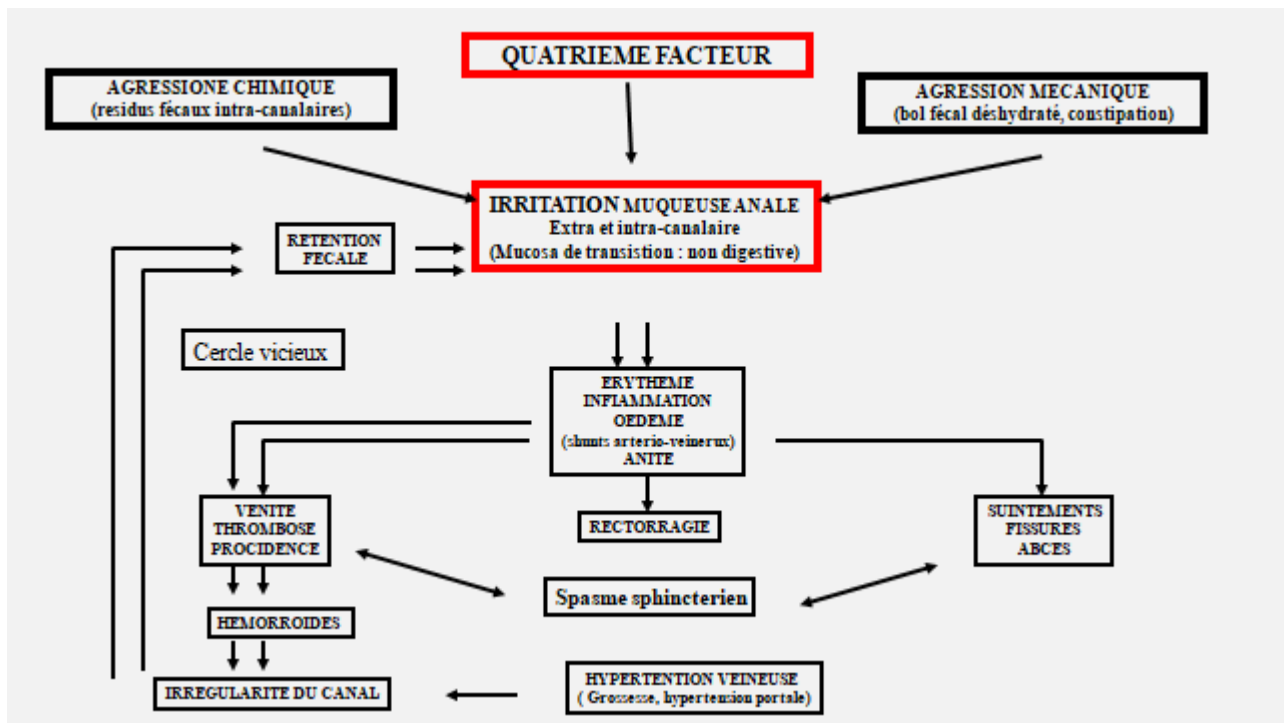 QUATRIEME FACTEUR
AGRESSIONE CHIMIQUE
(residus fécaux intra-canalaires)
AGRESSION MECANIQUE
(bol fécal déshydraté, constipation)
IRRITATION MUQUEUSE ANALE
Extra et intra-canalaire
(Mucosa de transistion : non digestive)
RETENTION
FECALE
Cercle vicieux
ERYTHEME
INFIAMMATION
OEDEME
(shunts arterio-veinerux)
ANITE
VENITE
THROMBOSE
PROCIDENCE
RECTORRAGIE
SUINTEMENTS
FISSURES
ABCES
Spasme sphincterien
HEMORROIDES
IRREGULARITE DU CANAL
HYPERTENTION VEINEUSE
( Grossesse, hypertension portale)